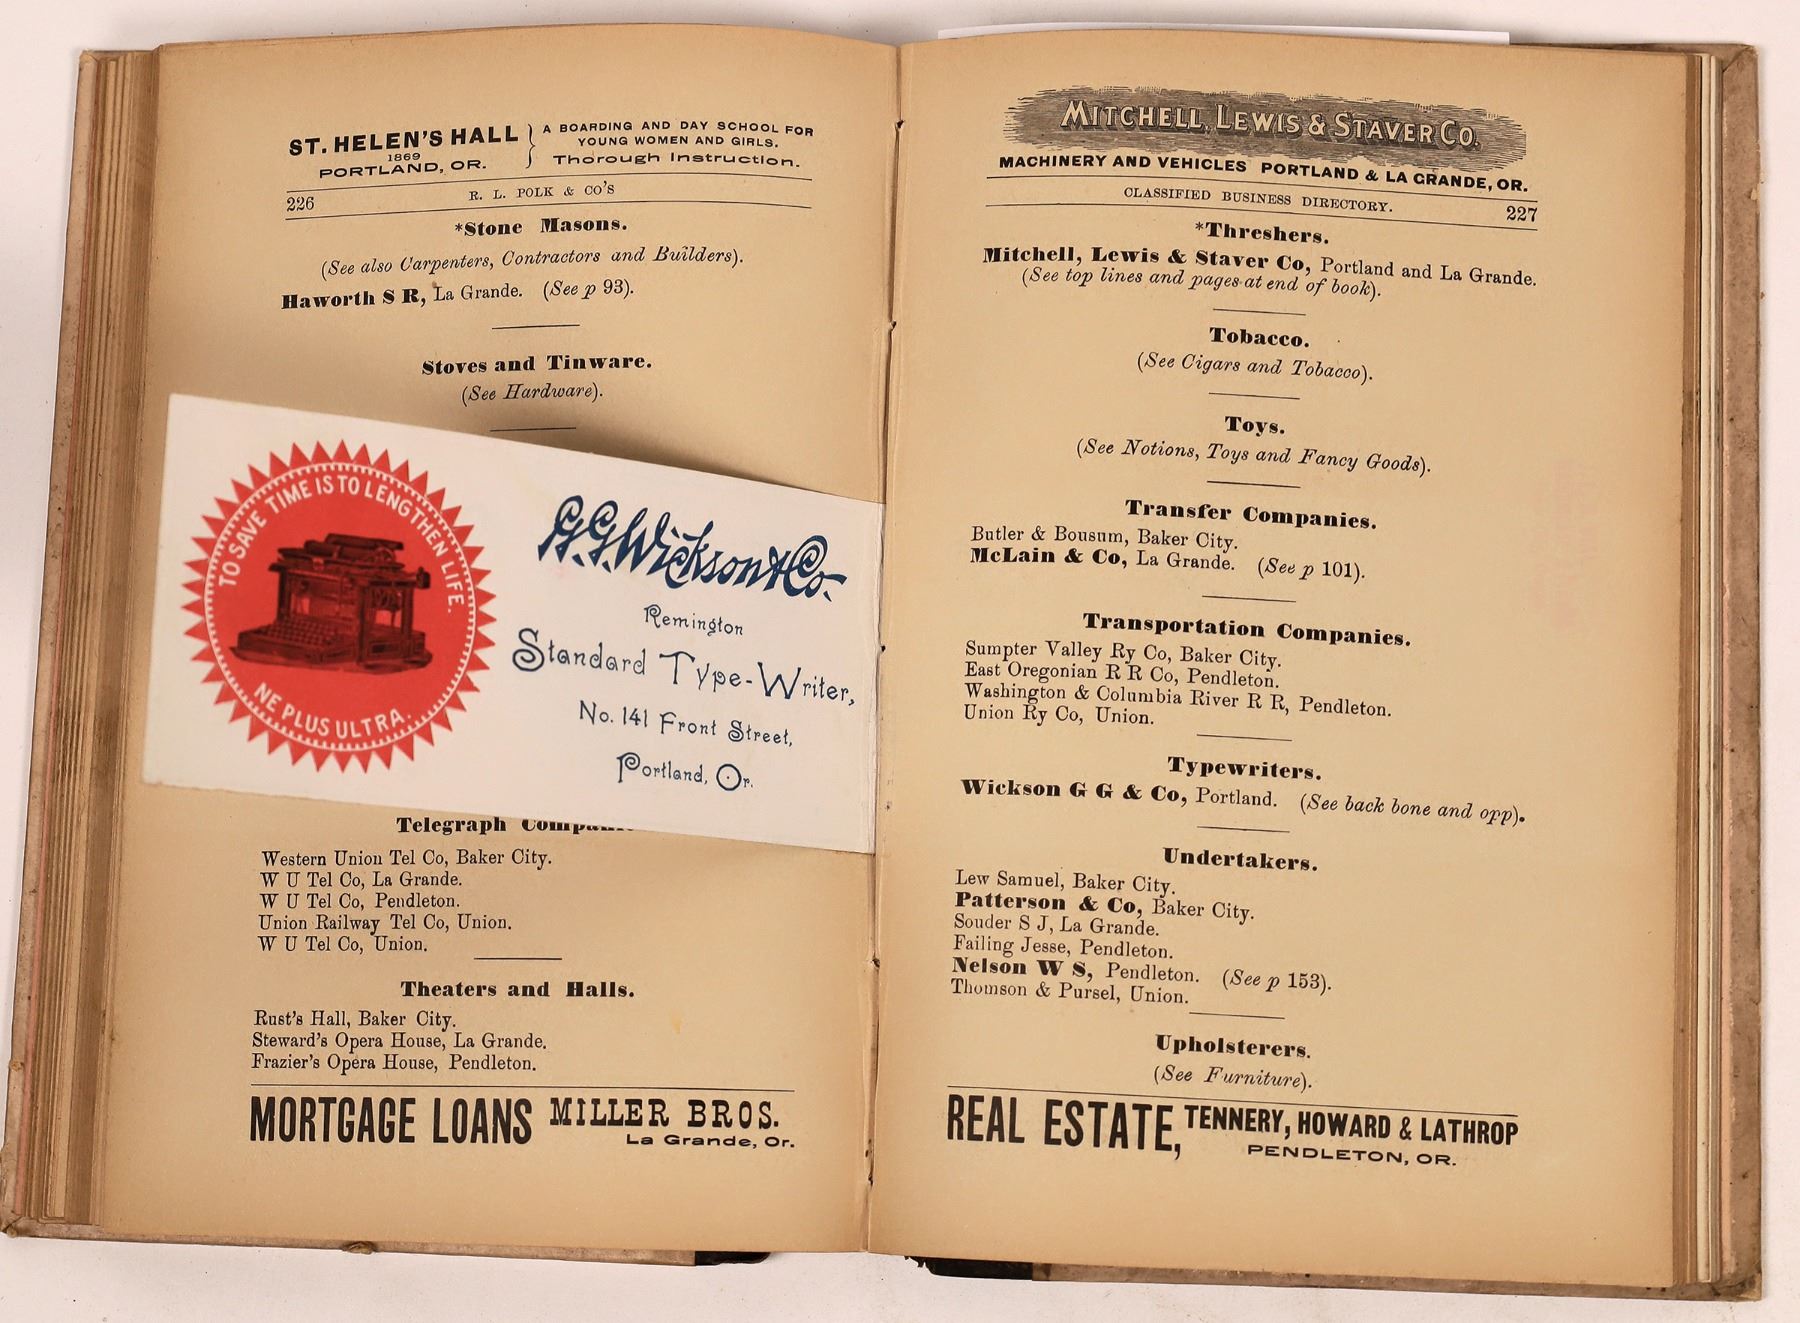 ST. HELEN'S HALL
1869
PORTLAND, OR.
A BOARDING AND DAY SCHOOL FOR
YOUNG WOMEN AND GIRLS.
Thorough Instruction.
226 R. L. POLK & CO'S
*Stone Masons.
(See also Carpenters, Contractors and Builders).
Haworth S R, La Grande. (See p 93).
Stoves and Tinware.
(See Hardware).
TO SAVE TIME IS TO LENGTHEN LIFE.
NE PLUS ULTRA.
G. G. Wickson & Co.
Remington
Standard Type-Writer,
No. 141 Front Street,
Portland, Or.
Telegraph
Western Union Tel Co, Baker City.
W U Tel Co, La Grande.
W U Tel Co, Pendleton.
Union Railway Tel Co, Union.
W U Tel Co, Union.
Theaters and Halls.
Rust's Hall, Baker City.
Steward's Opera House, La Grande.
Frazier's Opera House, Pendleton.
MORTGAGE LOANS MILLER BROS.
La Grande, Or.
MITCHELL, LEWIS & STAVER CO.
MACHINERY AND VEHICLES PORTLAND & LA GRANDE, OR.
CLASSIFIED BUSINESS DIRECTORY. 227
*Threshers.
Mitchell, Lewis & Staver Co, Portland and La Grande.
(See top lines and pages at end of book).
Tobacco.
(See Cigars and Tobacco).
Toys.
(See Notions, Toys and Fancy Goods).
Transfer Companies.
Butler & Bousum, Baker City.
McLain & Co, La Grande. (See p 101).
Transportation Companies.
Sumpter Valley Ry Co, Baker City.
East Oregonian R R Co, Pendleton.
Washington & Columbia River R R, Pendleton.
Union Ry Co, Union.
Typewriters.
Wickson G G & Co, Portland. (See back bone and opp).
Undertakers.
Lew Samuel, Baker City.
Patterson & Co, Baker City.
Souder S J, La Grande.
Failing Jesse, Pendleton.
Nelson W S, Pendleton. (See p 153).
Thomson & Pursel, Union.
Upholsterers.
(See Furniture).
REAL ESTATE, TENNERY, HOWARD & LATHROP
PENDLETON, OR.